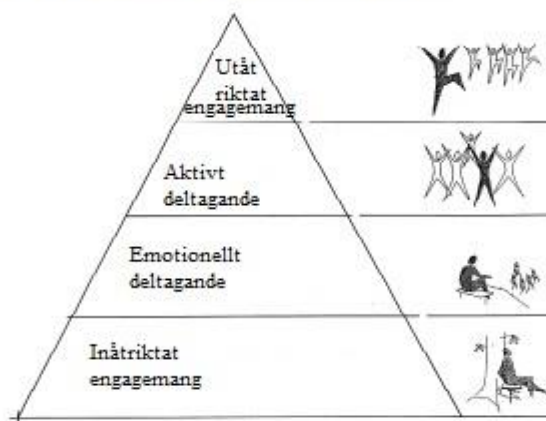 Utåt
riktat
engagemang
Aktivt
deltagande
Emotionellt
deltagande
Inåtriktat
engagemang